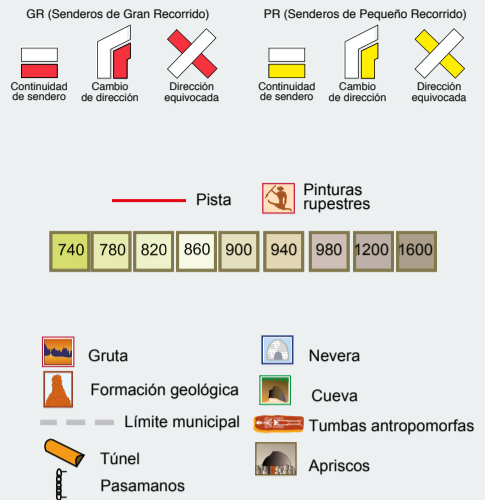 GR (Senderos de Gran Recorrido)
PR (Senderos de Pequeño Recorrido)
Continuidad
de sendero
Cambio
de dirección
Dirección
equivocada
Continuidad
de sendero
Cambio
de dirección
Dirección
equivocada
Pista
Pinturas
rupestres
740 780 820 860 900 940 980 1200 1600
Gruta
Nevera
Formación geológica
Cueva
Límite municipal
Tumbas antropomorfas
Túnel
Apriscos
Pasamanos